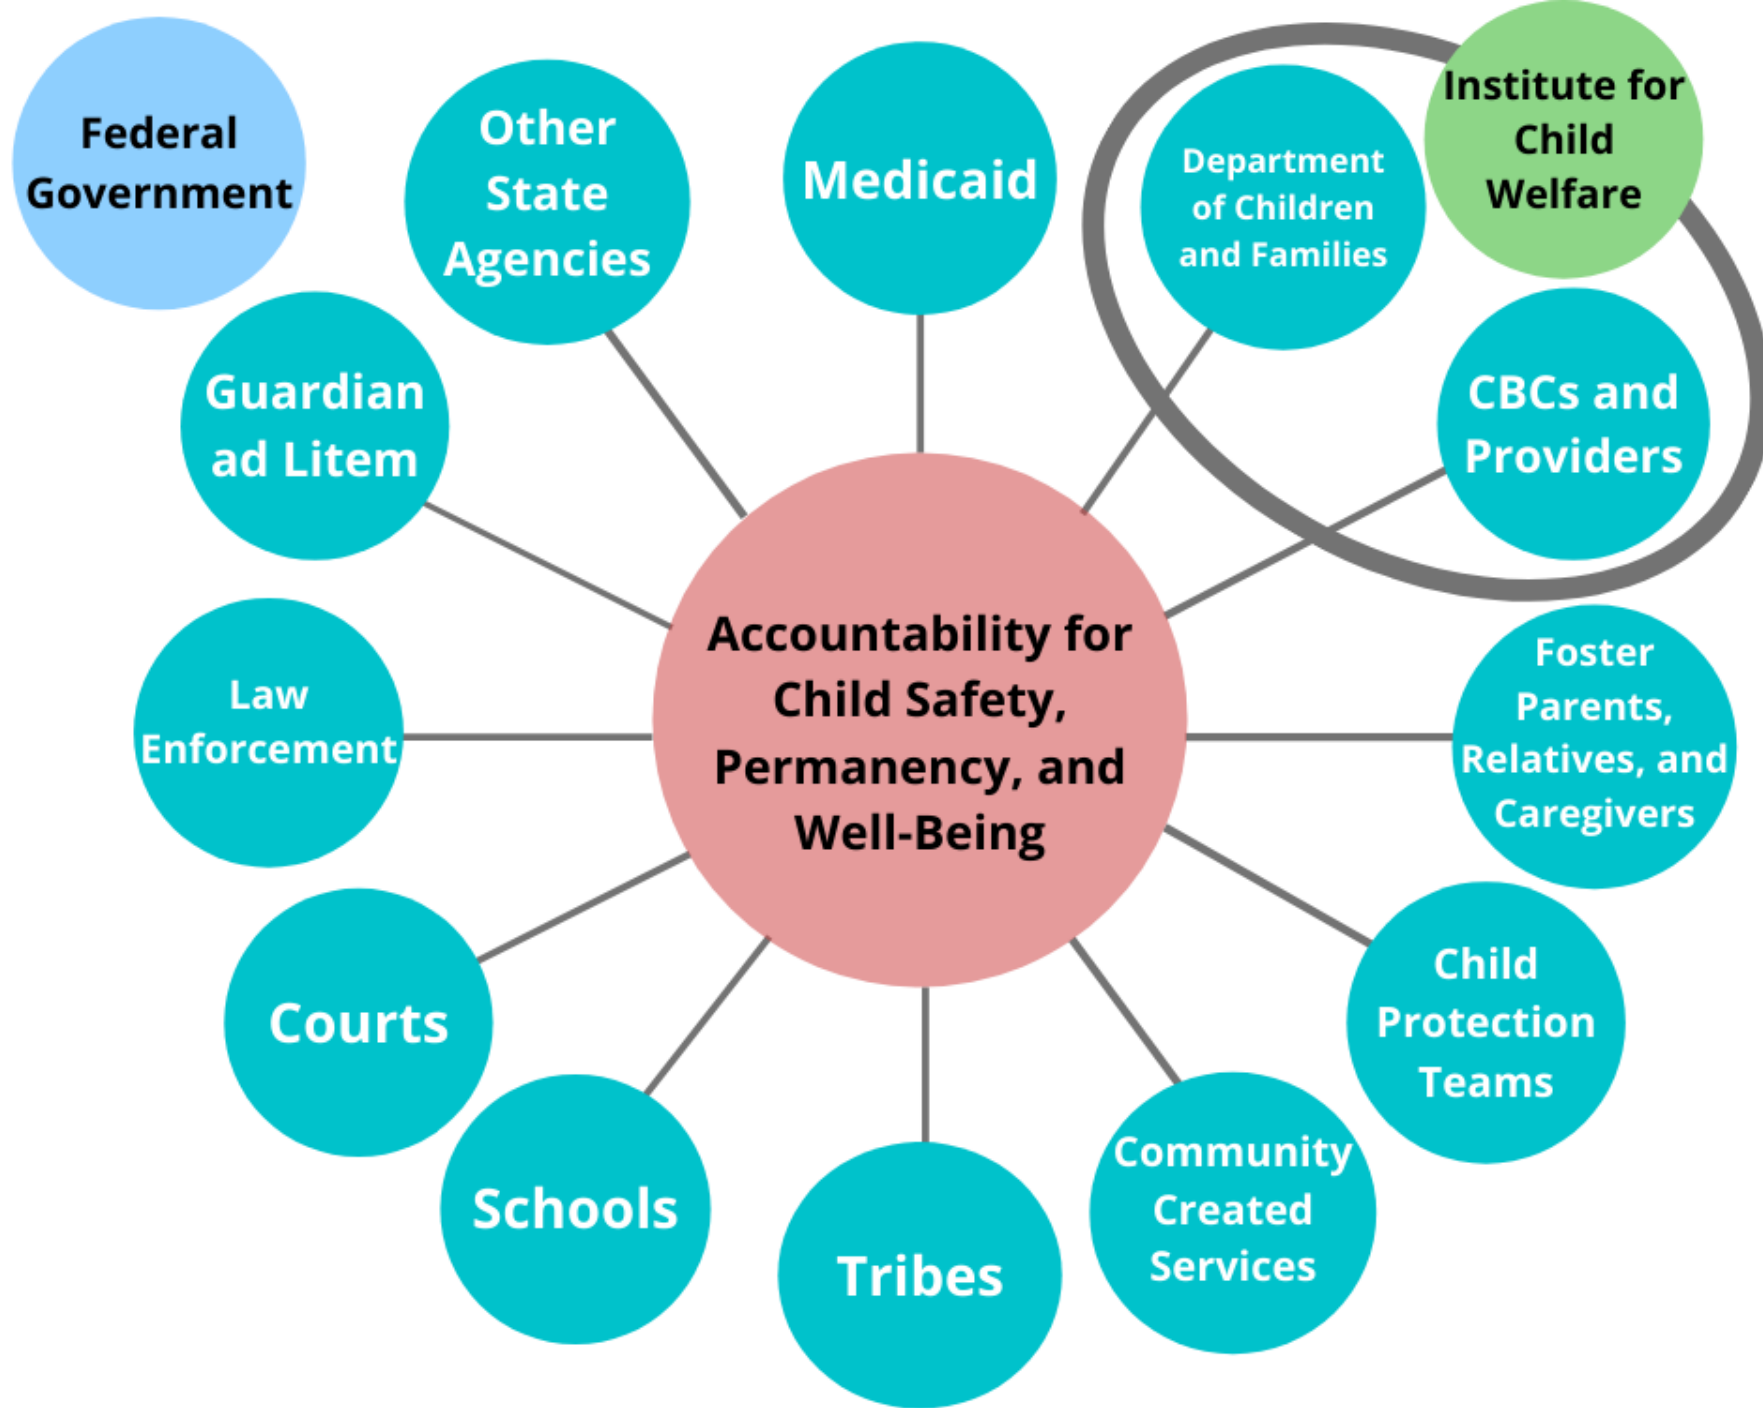 Federal
Government
Other
State
Agencies
Medicaid
Department
of Children
and Families
Institute for
Child
Welfare
Guardian
ad Litem
CBCs and
Providers
Law
Enforcement
Accountability for
Child Safety,
Permanency, and
Well-Being
Foster
Parents,
Relatives, and
Caregivers
Courts
Child
Protection
Teams
Schools
Tribes
Community
Created
Services